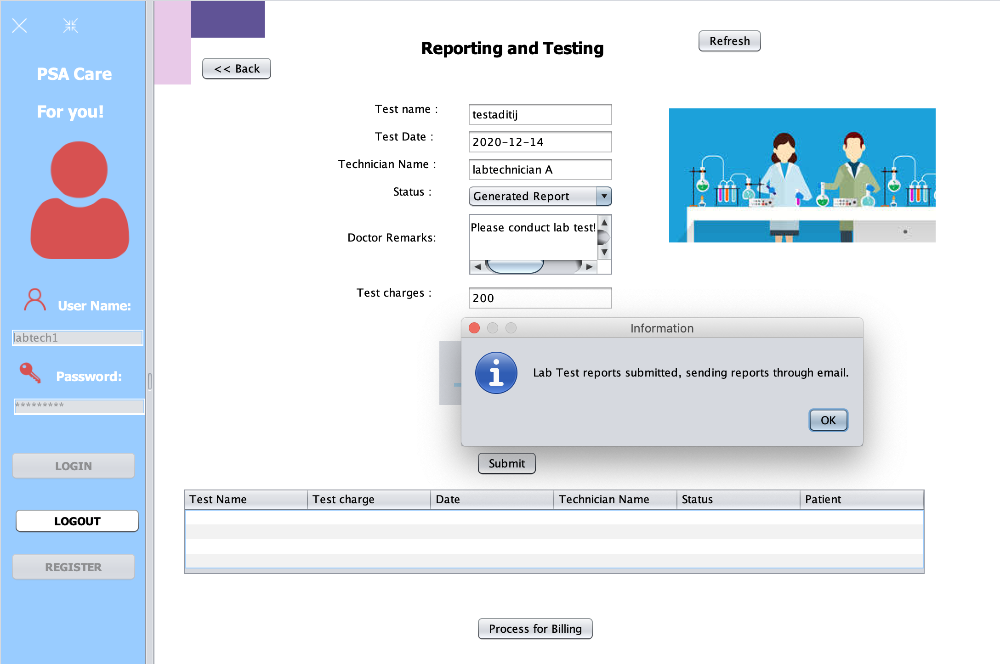 PSA Care
For you!
User Name:
labtech1
Password:
*********
LOGIN
LOGOUT
REGISTER
Reporting and Testing
Refresh
<< Back
Test name :
testaditij
Test Date :
2020-12-14
Technician Name :
labtechnician A
Status :
Generated Report
Doctor Remarks:
Please conduct lab test!
Test charges :
200
Information
Lab Test reports submitted, sending reports through email.
OK
Submit
Test Name Test charge Date Technician Name Status Patient
Process for Billing